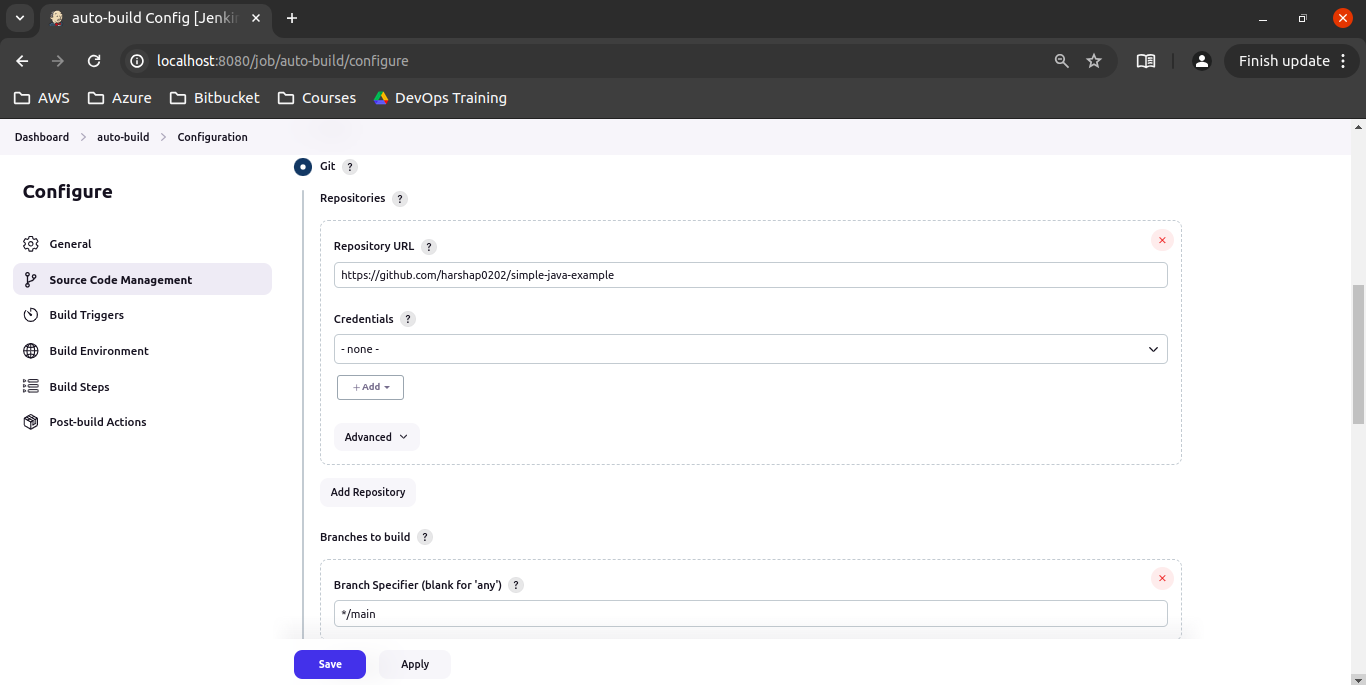 auto-build Config [Jenkin
localhost:8080/job/auto-build/configure
Finish update
AWS
Azure
Bitbucket
Courses
DevOps Training
Dashboard > auto-build > Configuration
Configure
General
Source Code Management
Build Triggers
Build Environment
Build Steps
Post-build Actions
Git ?
Repositories ?
Repository URL ?
https://github.com/harshap0202/simple-java-example
Credentials ?
- none -
+ Add
Advanced
Add Repository
Branches to build ?
Branch Specifier (blank for 'any') ?
*/main
Save
Apply